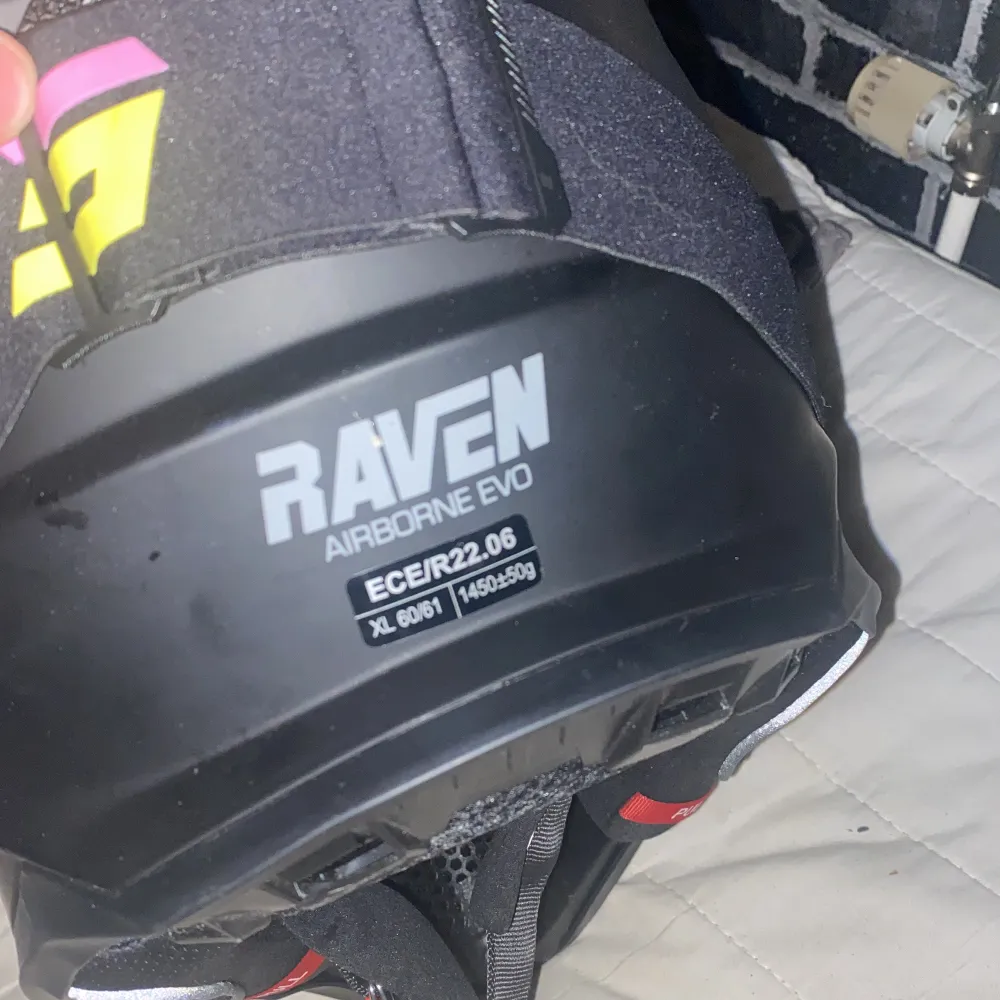 RAVEN
AIRBORNE EVO
ECE/R22.06
XL 60/61 1450±50g